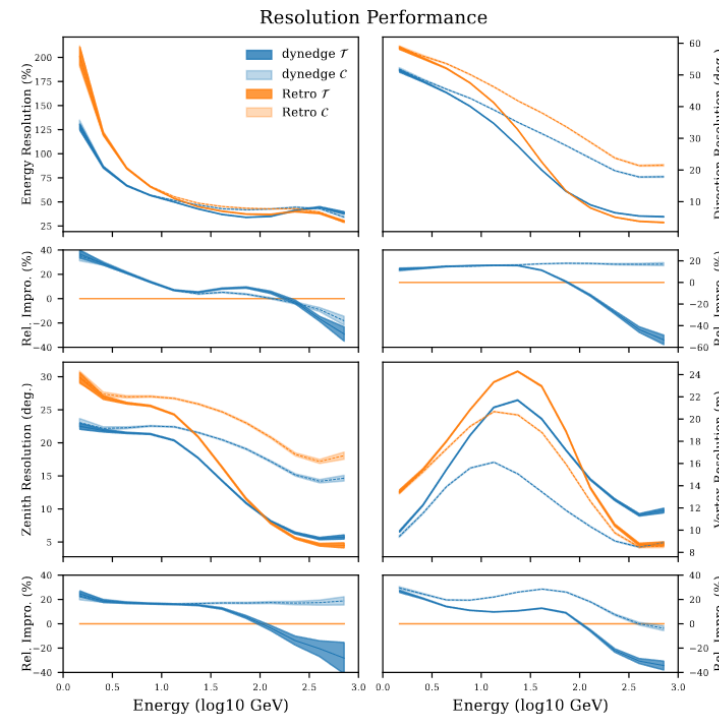 Resolution Performance
200
175
150
125
100
75
50
25
Energy Resolution (%)
dynedge 𝒯
dynedge 𝒞
Retro 𝒯
Retro 𝒞
60
50
40
30
20
10
Direction Resolution (deg.)
40
20
0
−20
−40
Rel. Impro. (%)
20
0
−20
−40
−60
Rel. Impro. (%)
30
25
20
15
10
5
Zenith Resolution (deg.)
24
22
20
18
16
14
12
10
8
Vertex Resolution (m)
40
20
0
−20
−40
Rel. Impro. (%)
40
20
0
−20
−40
Rel. Impro. (%)
0.0 0.5 1.0 1.5 2.0 2.5 3.0
Energy (log10 GeV)
0.0 0.5 1.0 1.5 2.0 2.5 3.0
Energy (log10 GeV)